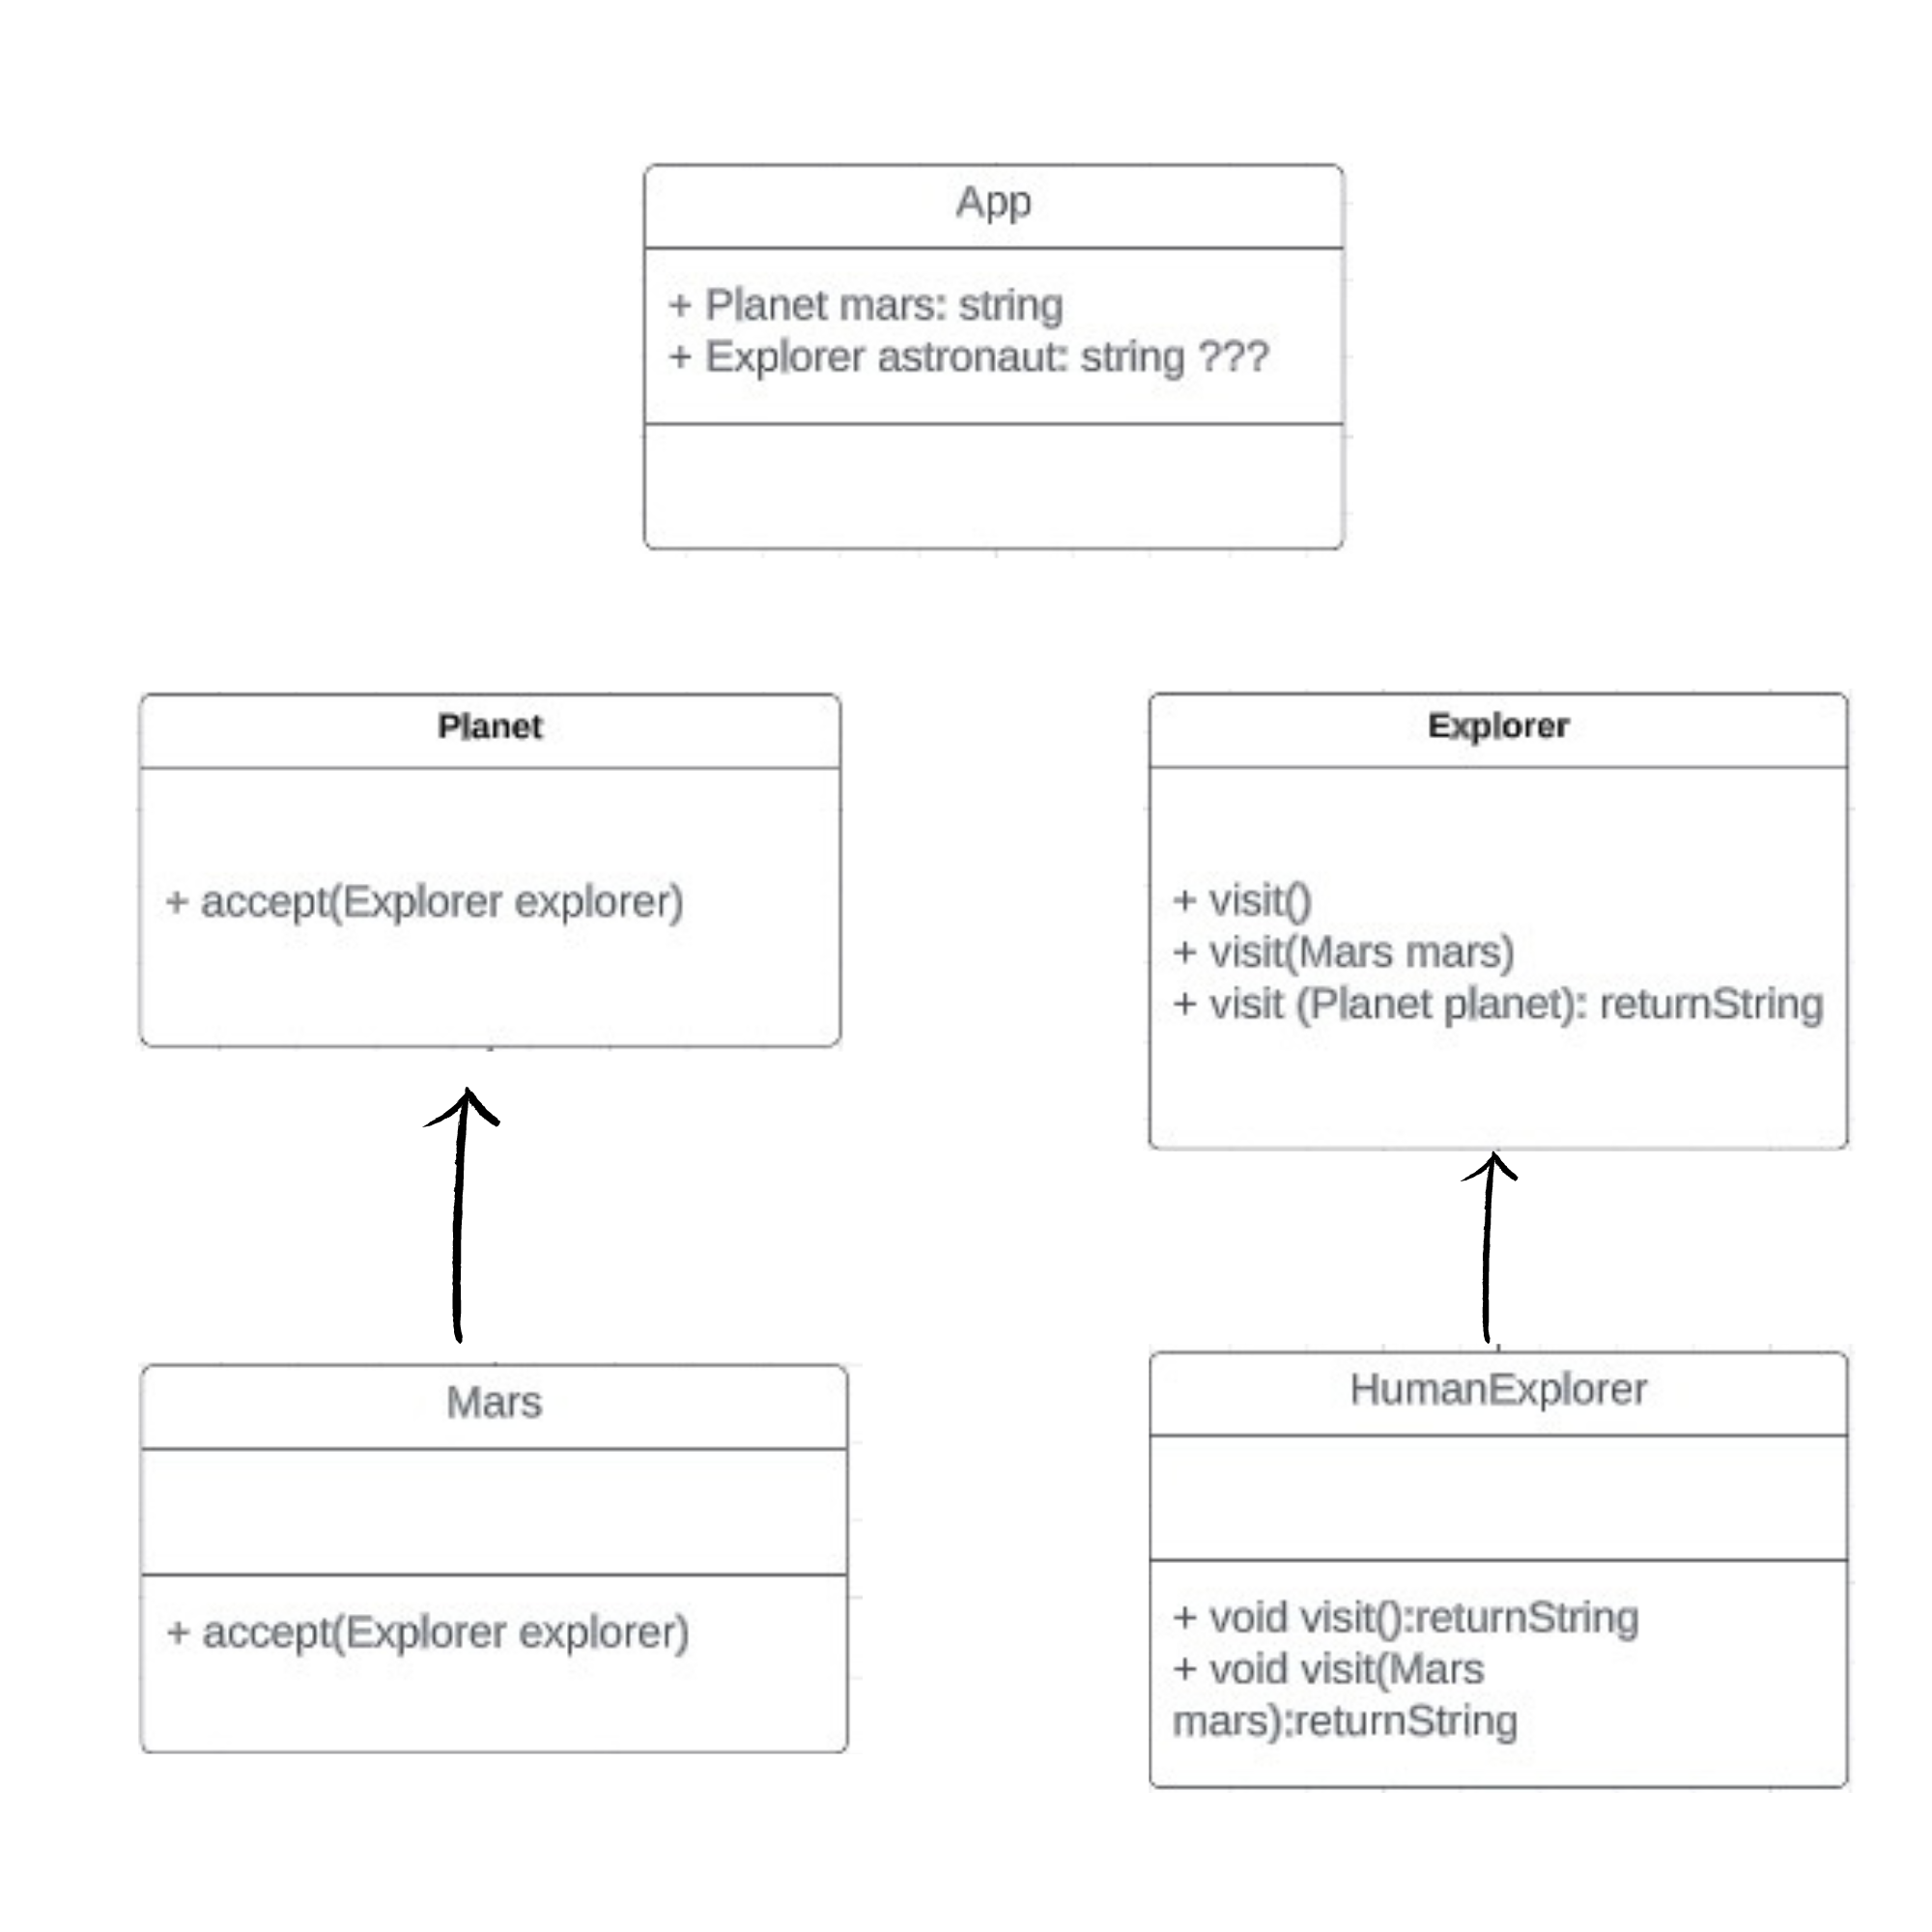 App
+ Planet mars: string
+ Explorer astronaut: string ???
Planet
+ accept(Explorer explorer)
Explorer
+ visit()
+ visit(Mars mars)
+ visit (Planet planet): returnString
Mars
+ accept(Explorer explorer)
HumanExplorer
+ void visit():returnString
+ void visit(Mars
mars):returnString